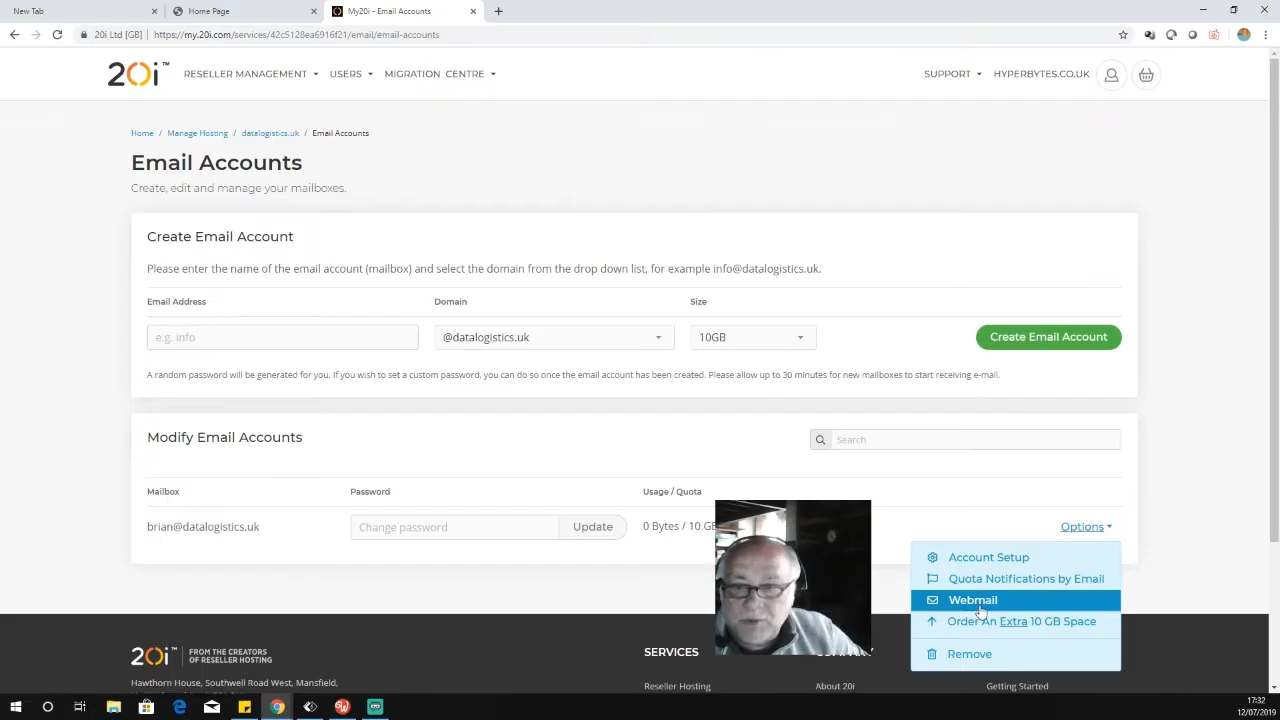 New Tab
Home Page
My20i - Email Accounts
20i Ltd [GB] | https://my.20i.com/services/42c5128ea6916f21/email/email-accounts
20i™
RESELLER MANAGEMENT
USERS
MIGRATION CENTRE
SUPPORT
HYPERBYTES.CO.UK
Home / Manage Hosting / datalogistics.uk / Email Accounts
Email Accounts
Create, edit and manage your mailboxes.
Create Email Account
Please enter the name of the email account (mailbox) and select the domain from the drop down list, for example info@datalogistics.uk.
Email Address
Domain
Size
e.g. info
@datalogistics.uk
10GB
Create Email Account
A random password will be generated for you. If you wish to set a custom password, you can do so once the email account has been created. Please allow up to 30 minutes for new mailboxes to start receiving e-mail.
Modify Email Accounts
Search
Mailbox
Password
Usage / Quota
brian@datalogistics.uk
Change password
Update
0 Bytes / 10 GB
Options
Account Setup
Quota Notifications by Email
Webmail
Order An Extra 10 GB Space
Remove
20i™
FROM THE CREATORS
OF RESELLER HOSTING
Hawthorn House, Southwell Road West, Mansfield,
SERVICES
Reseller Hosting
About 20i
Getting Started
17:32
12/07/2019